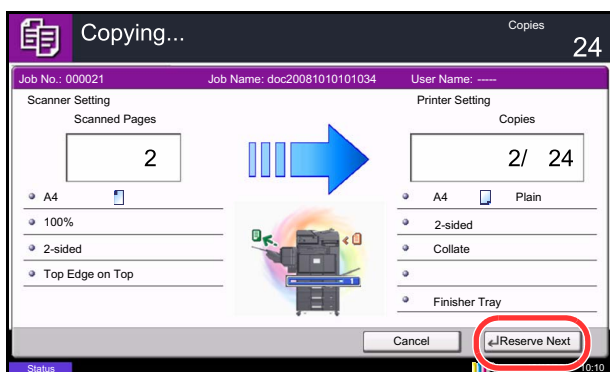 Copying...
Copies
24
Job No.: 000021 Job Name: doc20081010101034 User Name: -----
Scanner Setting Printer Setting
Scanned Pages Copies
2 2/ 24
A4 A4 Plain
100% 2-sided
2-sided Collate
Top Edge on Top
Finisher Tray
1
Cancel Reserve Next
Status 10:10